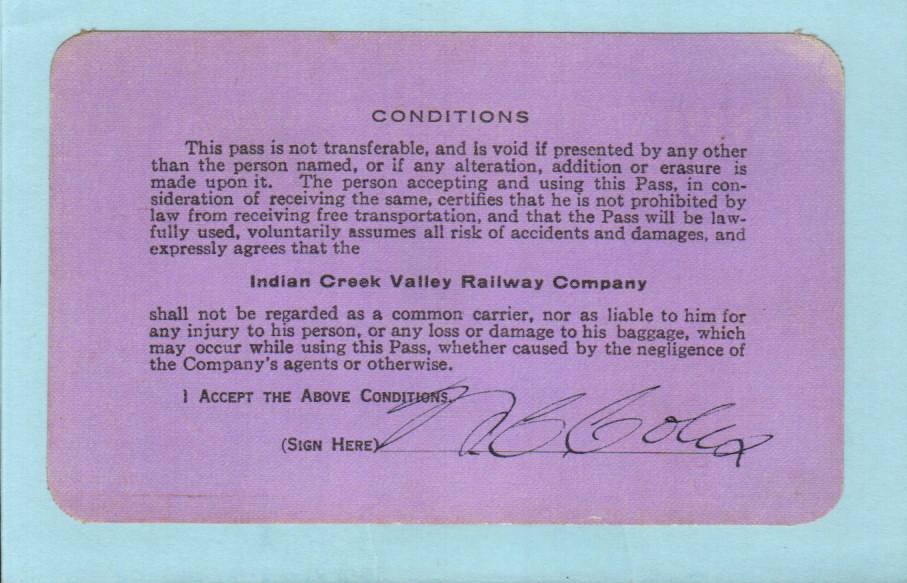 CONDITIONS
This pass is not transferable, and is void if presented by any other
than the person named, or if any alteration, addition or erasure is
made upon it. The person accepting and using this Pass, in con-
sideration of receiving the same, certifies that he is not prohibited by
law from receiving free transportation, and that the Pass will be law-
fully used, voluntarily assumes all risk of accidents and damages, and
expressly agrees that the
Indian Creek Valley Railway Company
shall not be regarded as a common carrier, nor as liable to him for
any injury to his person, or any loss or damage to his baggage, which
may occur while using this Pass, whether caused by the negligence of
the Company's agents or otherwise.
I ACCEPT THE ABOVE CONDITIONS.
(SIGN HERE)